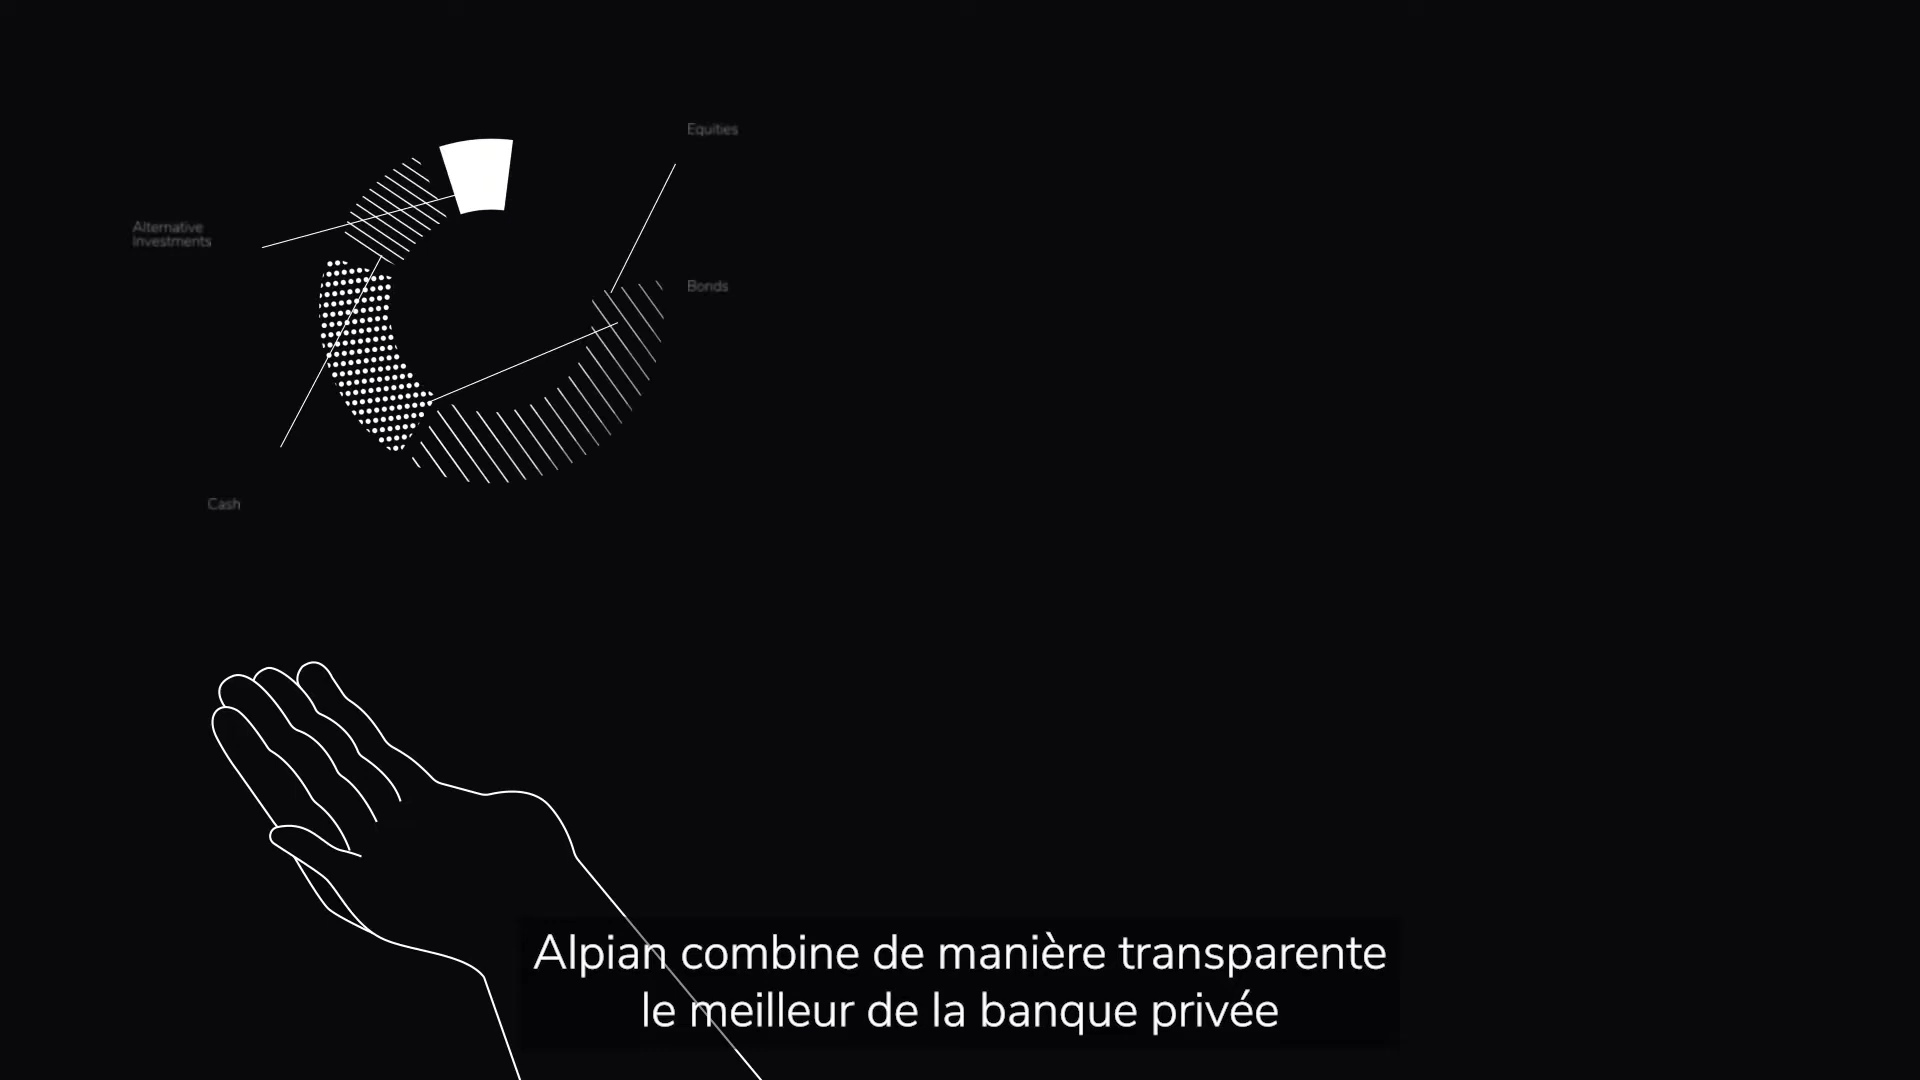 Equities
Alternative
Investments
Bonds
Cash
Alpian combine de manière transparente
le meilleur de la banque privée